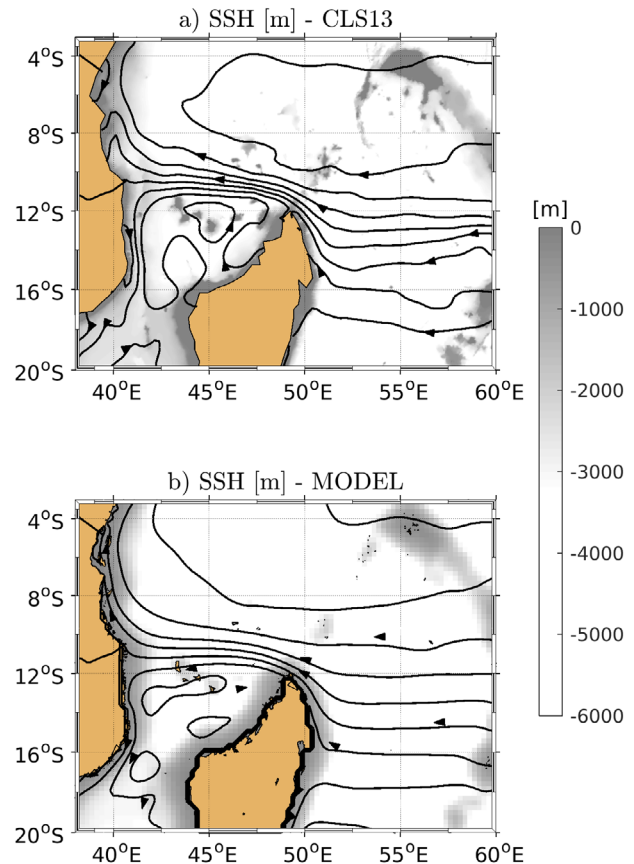 a) SSH [m] - CLS13
4°S
8°S
12°S
16°S
20°S
40°E 45°E 50°E 55°E 60°E
[m]
0
-1000
-2000
-3000
-4000
-5000
-6000
b) SSH [m] - MODEL
4°S
8°S
12°S
16°S
20°S
40°E 45°E 50°E 55°E 60°E